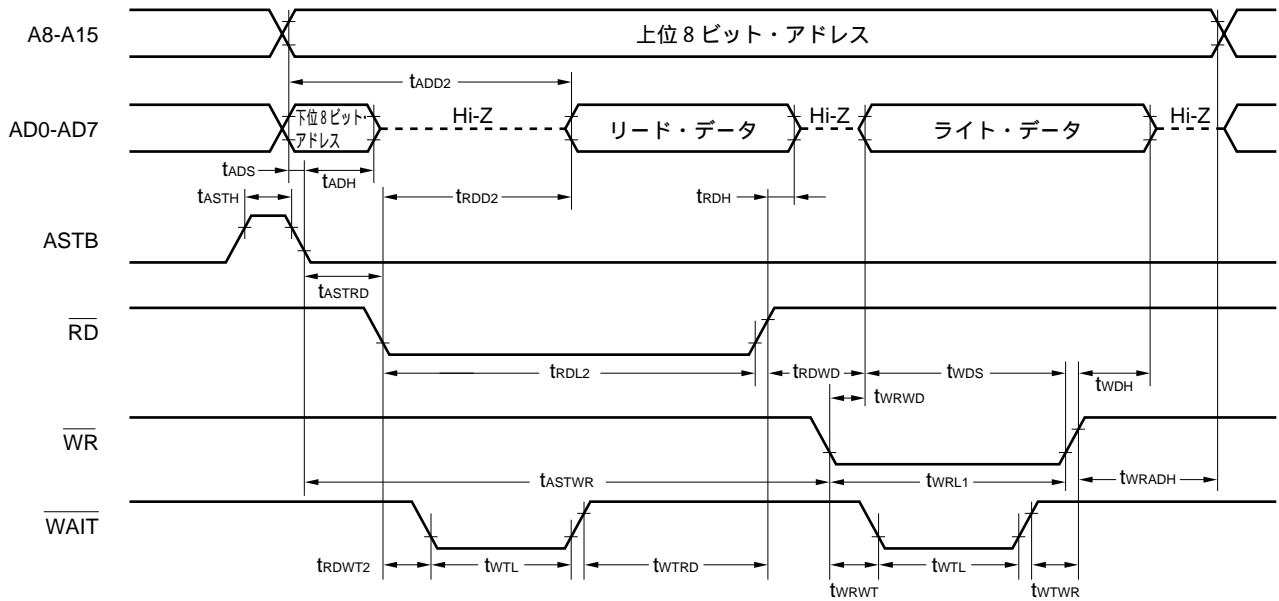 A8-A15
上位8ビット・アドレス
tADD2
AD0-AD7
下位8ビット・
アドレス
Hi-Z
リード・データ
Hi-Z
ライト・データ
Hi-Z
tADS
tADH
tASTH
tRDD2
tRDH
ASTB
tASTRD
RD
tRDL2
tRDWD
tWDS
tWDH
tWRWD
WR
tASTWR
tWRL1
tWRADH
WAIT
tRDWT2
tWTL
tWTRD
tWRWT
tWTL
tWTWR